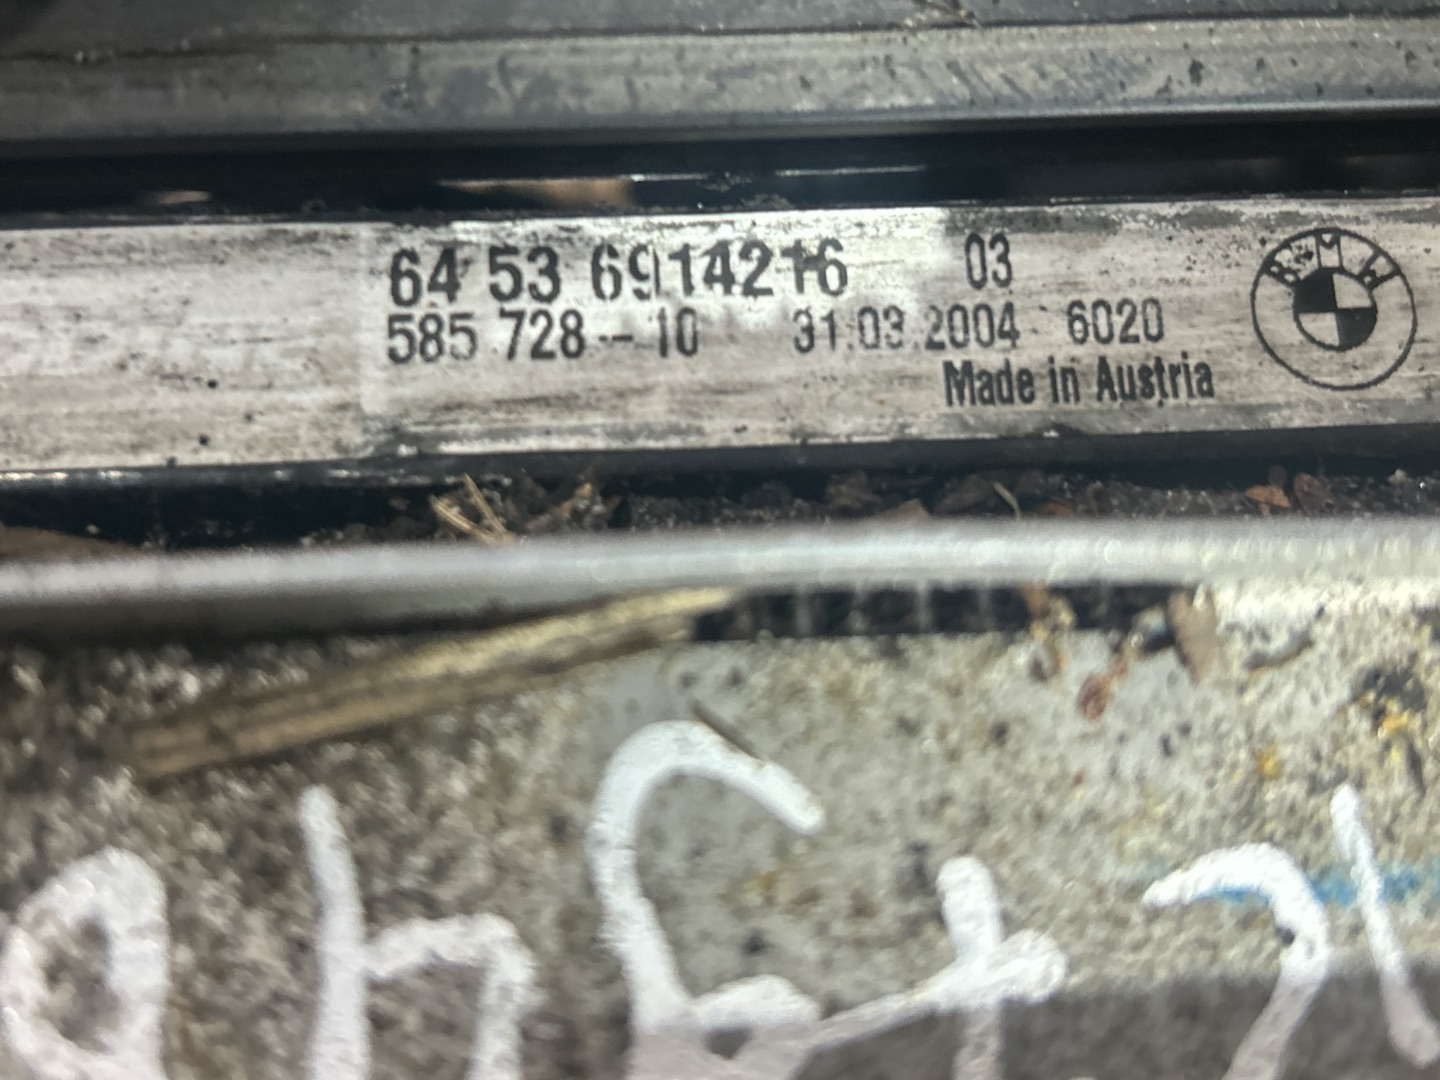 64 53 6914216 03
585 728 - 10 31.03.2004 6020
Made in Austria
BMW